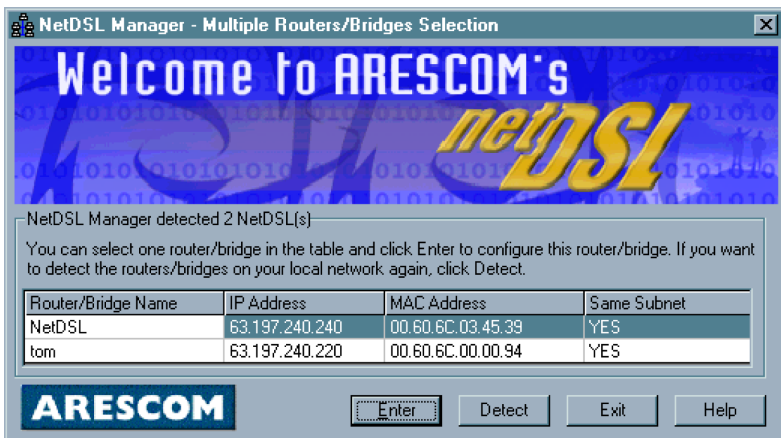 NetDSL Manager - Multiple Routers/Bridges Selection
Welcome to ARESCOM's
netDSL
NetDSL Manager detected 2 NetDSL(s)
You can select one router/bridge in the table and click Enter to configure this router/bridge. If you want
to detect the routers/bridges on your local network again, click Detect.
Router/Bridge Name IP Address MAC Address Same Subnet
NetDSL 63.197.240.240 00.60.6C.03.45.39 YES
tom 63.197.240.220 00.60.6C.00.00.94 YES
ARESCOM Enter Detect Exit Help